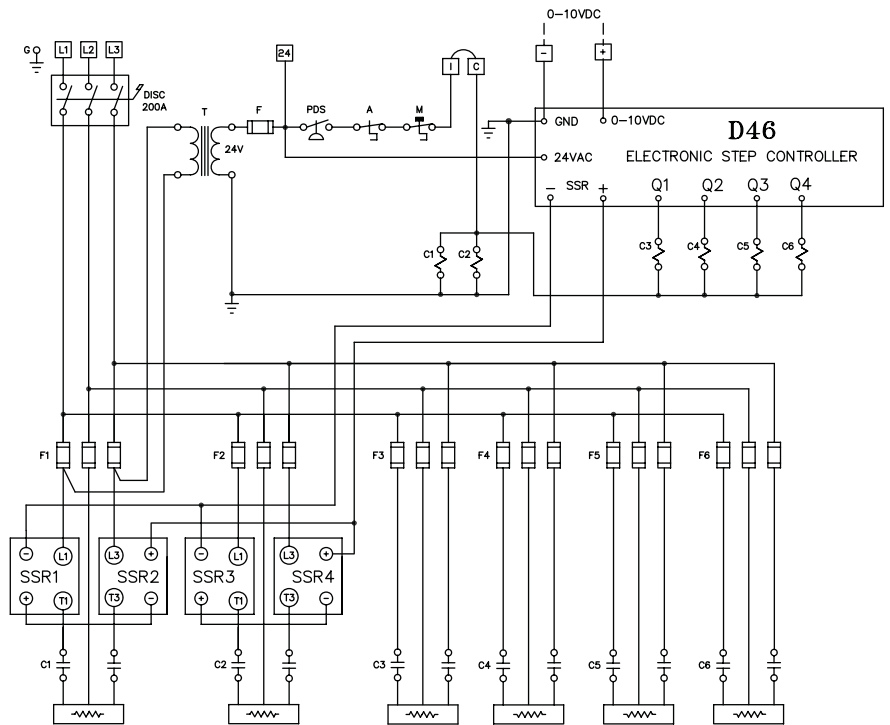 0-10VDC
G L1 L2 L3
24
I C
- +
DISC
200A
T F PDS A M
24V
GND 0-10VDC
D46
24VAC ELECTRONIC STEP CONTROLLER
- SSR + Q1 Q2 Q3 Q4
C1 C2 C3 C4 C5 C6
F1 F2 F3 F4 F5 F6
- L1 L3 + - L1 L3 +
SSR1 SSR2 SSR3 SSR4
+ T1 T3 - + T1 T3 -
C1 C2 C3 C4 C5 C6